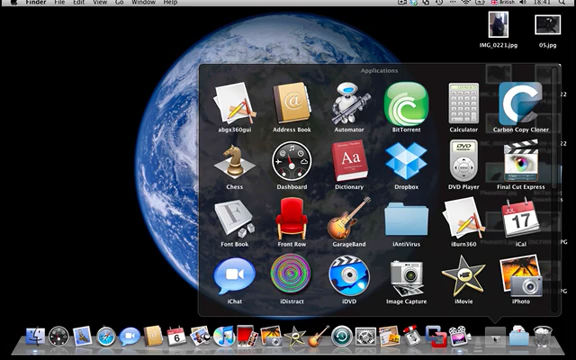 Finder File Edit View Go Window Help British 18:41
IMG_0221.jpg 05.jpg
Applications
abgx360gui Address Book Automator BitTorrent Calculator Carbon Copy Cloner
Chess Dashboard Dictionary Dropbox DVD Player Final Cut Express
Font Book Front Row GarageBand iAntiVirus iBurn360 iCal
iChat iDistract iDVD Image Capture iMovie iPhoto